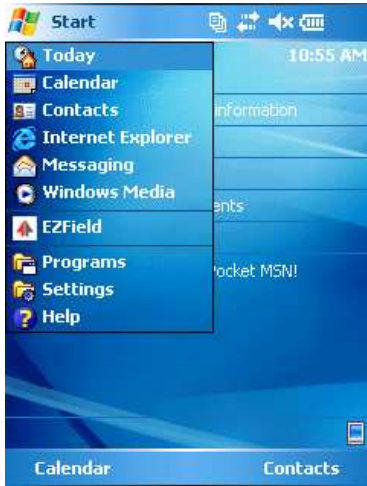 Start
Today
10:55 AM
Calendar
Contacts
information
Internet Explorer
Messaging
Windows Media
ents
EZField
Programs
Pocket MSN!
Settings
Help
Calendar
Contacts